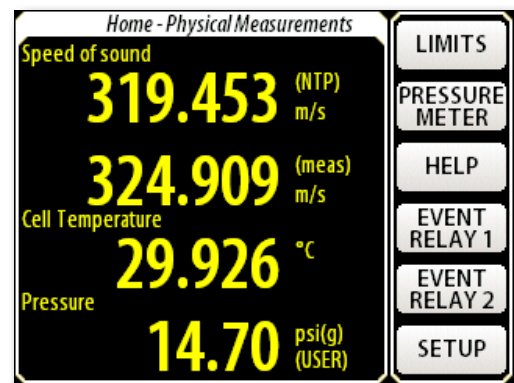 Home - Physical Measurements
Speed of sound
319.453 (NTP) m/s
324.909 (meas) m/s
Cell Temperature
29.926 °C
Pressure
14.70 psi(g) (USER)
LIMITS
PRESSURE
METER
HELP
EVENT
RELAY 1
EVENT
RELAY 2
SETUP